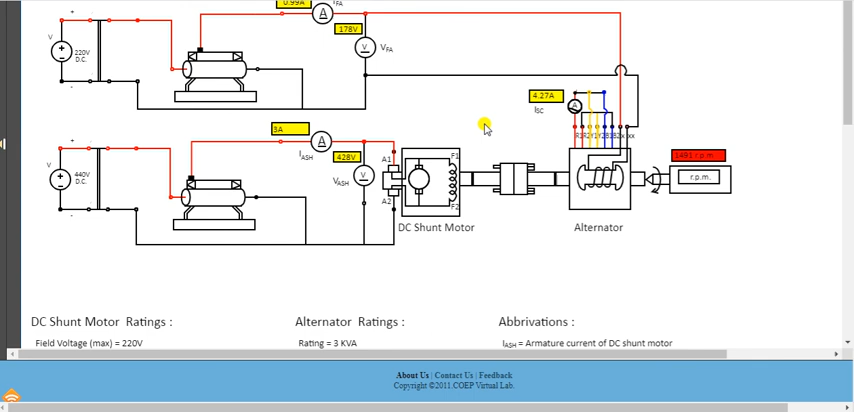 0.99A
A
IFA
178V
V
VFA
+
V
220V
D.C.
-
4.27A
A
ISC
R1R2Y1Y2B1B2x xx
3A
A
IASH
428V
V
VASH
+
V
440V
D.C.
-
A1
A2
F1
F2
1491 r.p.m
r.p.m.
DC Shunt Motor
Alternator
DC Shunt Motor Ratings :
Alternator Ratings :
Abbrivations :
Field Voltage (max) = 220V
Rating = 3 KVA
IASH = Armature current of DC shunt motor
About Us | Contact Us | Feedback
Copyright ©2011.COEP Virtual Lab.